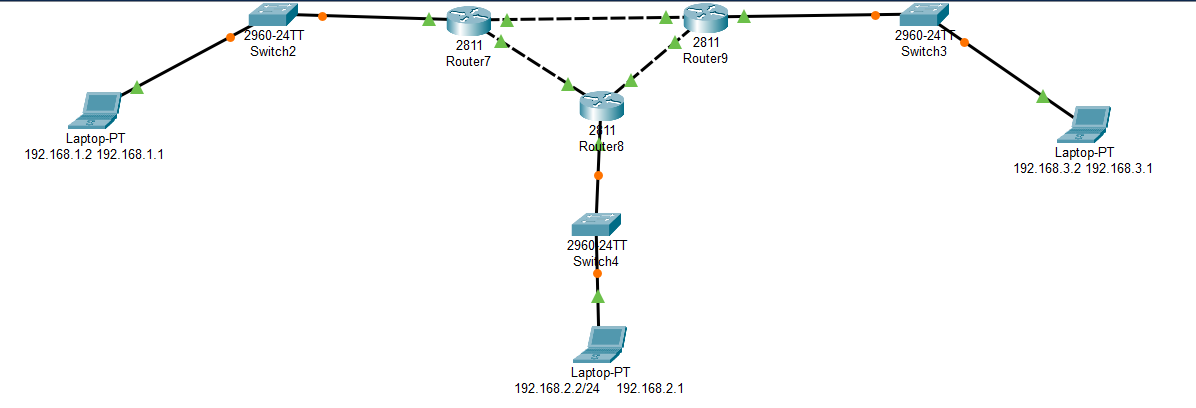 2960-24TT
Switch2
2811
Router7
2811
Router9
2960-24TT
Switch3
2811
Router8
Laptop-PT
192.168.1.2 192.168.1.1
Laptop-PT
192.168.3.2 192.168.3.1
2960-24TT
Switch4
Laptop-PT
192.168.2.2/24 192.168.2.1